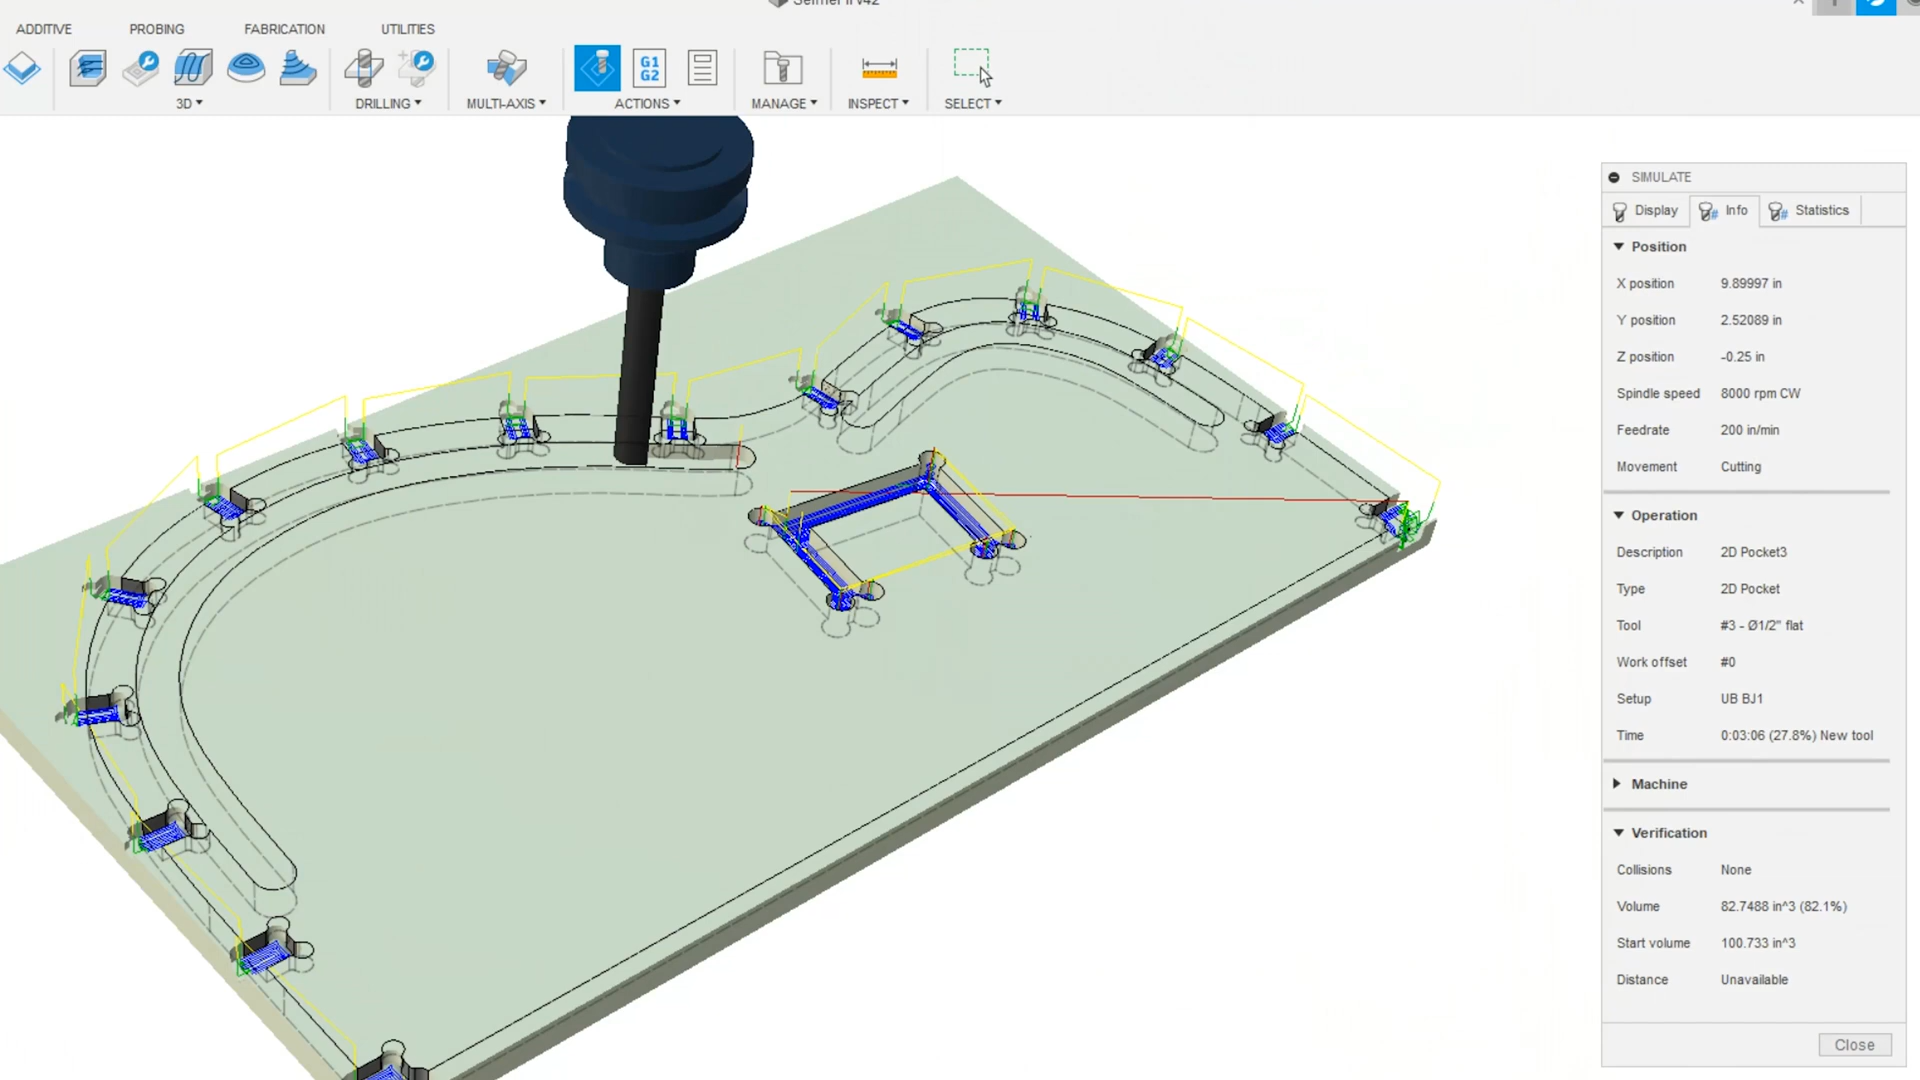 ADDITIVE PROBING FABRICATION UTILITIES
G1
G2
3D DRILLING MULTI-AXIS ACTIONS MANAGE INSPECT SELECT
SIMULATE
Display Info Statistics
Position
X position 9.89997 in
Y position 2.52089 in
Z position -0.25 in
Spindle speed 8000 rpm CW
Feedrate 200 in/min
Movement Cutting
Operation
Description 2D Pocket3
Type 2D Pocket
Tool #3 - Ø1/2" flat
Work offset #0
Setup UB BJ1
Time 0:03:06 (27.8%) New tool
Machine
Verification
Collisions None
Volume 82.7488 in^3 (82.1%)
Start volume 100.733 in^3
Distance Unavailable
Close